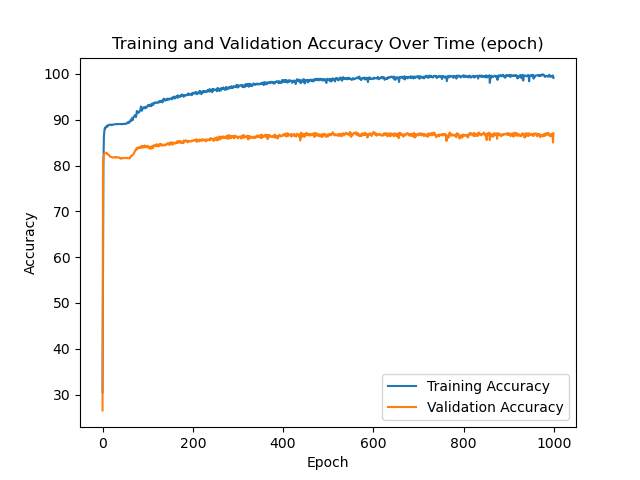 Training and Validation Accuracy Over Time (epoch)
100
90
80
70
60
50
40
30
Accuracy
0
200
400
600
800
1000
Epoch
Training Accuracy
Validation Accuracy